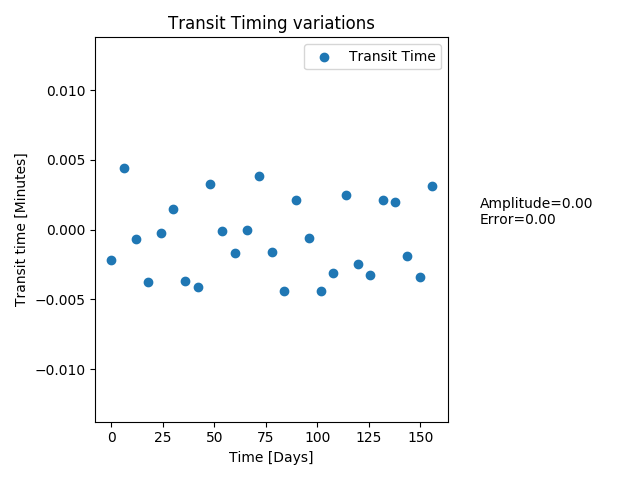 Transit Timing variations
Transit Time
0.010
0.005
0.000
−0.005
−0.010
Transit time [Minutes]
0 25 50 75 100 125 150
Time [Days]
Amplitude=0.00
Error=0.00